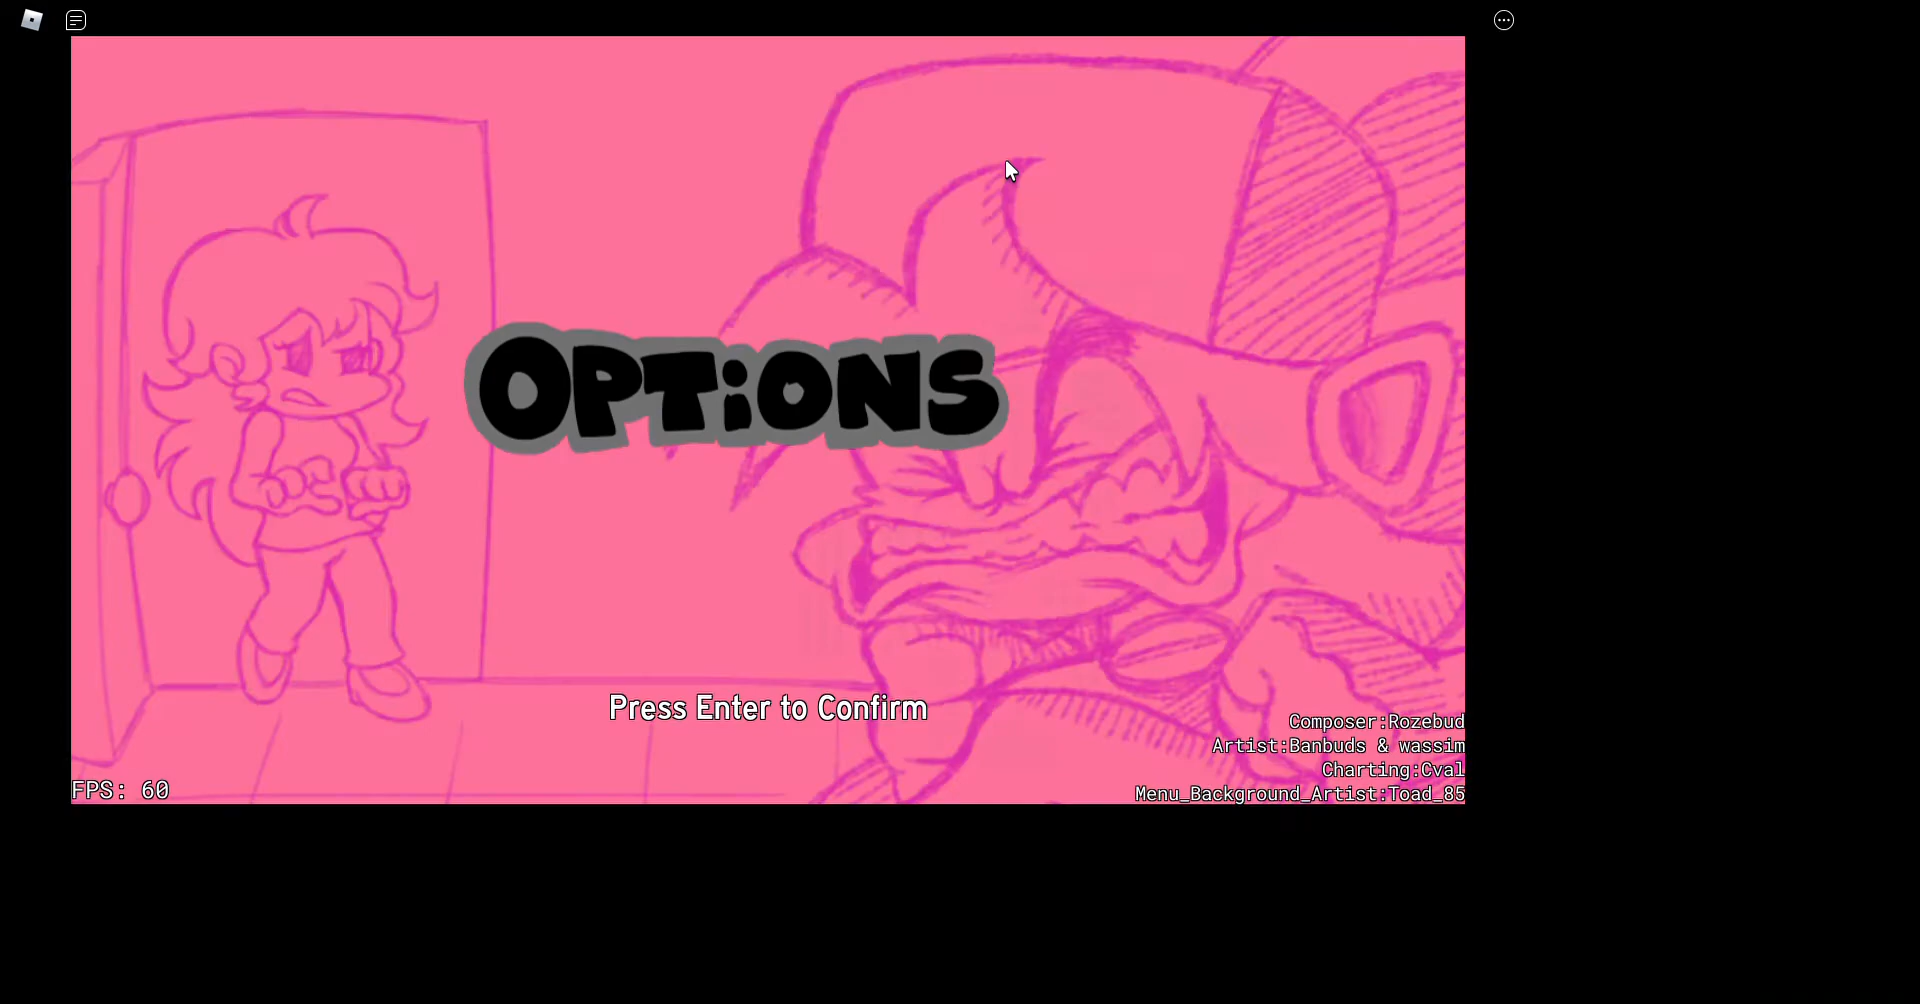 OPTiONS
Press Enter to Confirm
Composer:Rozebud
Artist:Banbuds & wassim
Charting:Cval
Menu_Background_Artist:Toad_85
FPS: 60